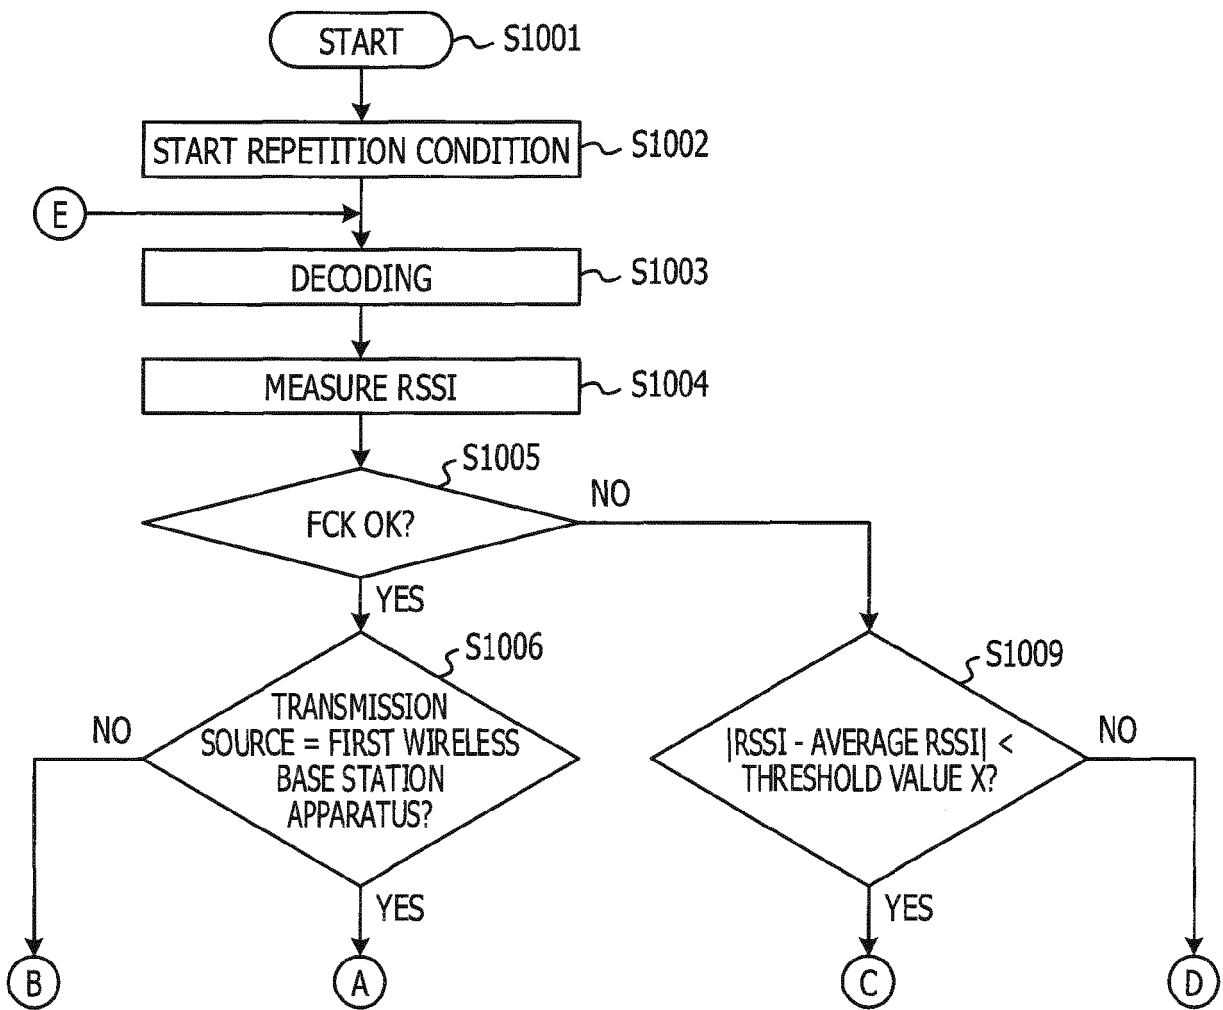 START
S1001
START REPETITION CONDITION
S1002
E
DECODING
S1003
MEASURE RSSI
S1004
S1005
FCK OK?
NO
YES
S1006
TRANSMISSION
SOURCE = FIRST WIRELESS
BASE STATION
APPARATUS?
NO
YES
S1009
|RSSI - AVERAGE RSSI| <
THRESHOLD VALUE X?
NO
YES
B
A
C
D